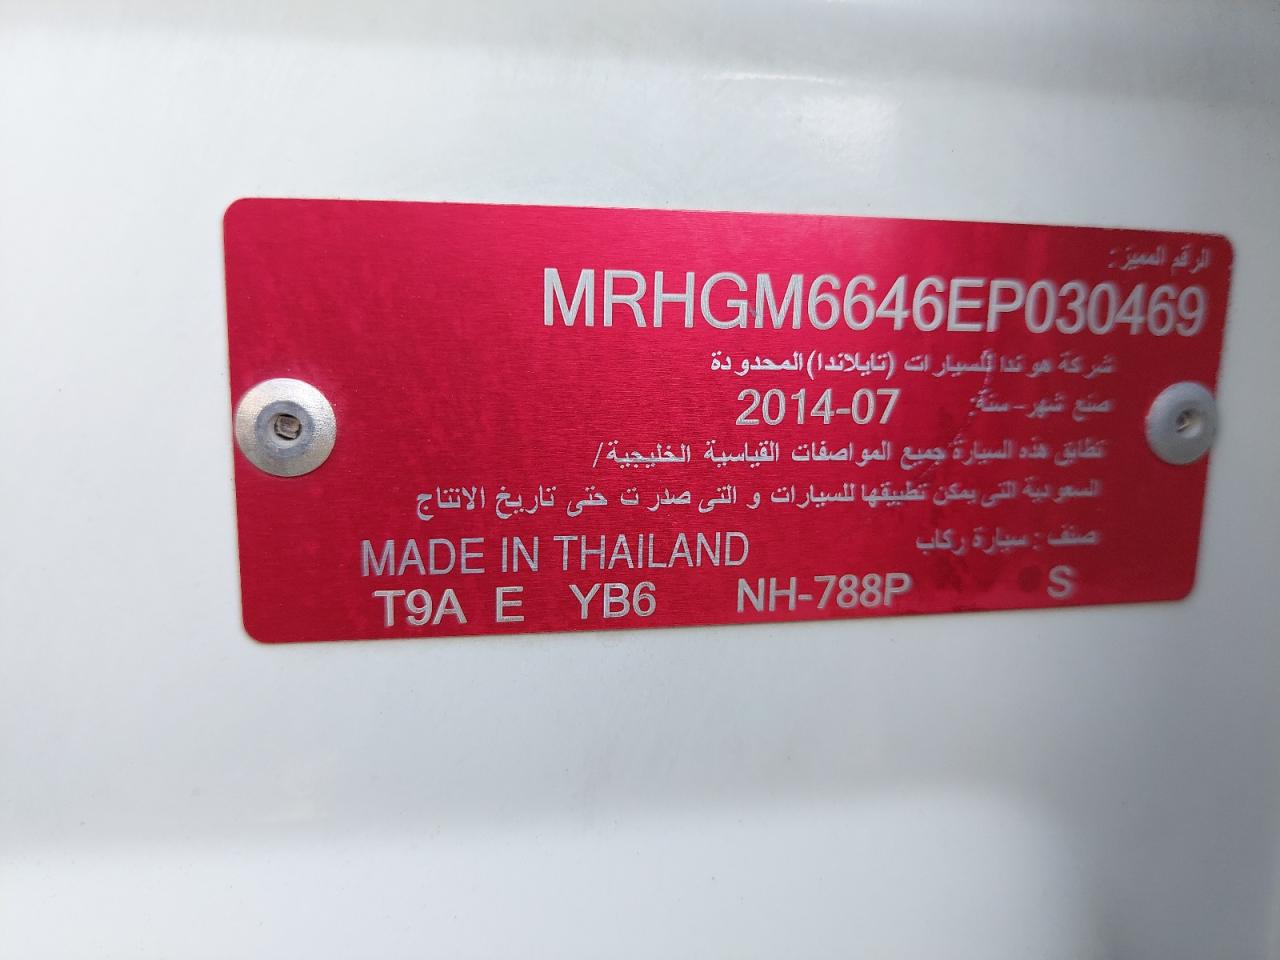 الرقم المميز:
MRHGM6646EP030469
شركة هوندا للسيارات (تايلاندا) المحدودة
صنع شهر-سنة: 2014-07
تطابق هذه السيارة جميع المواصفات القياسية الخليجية/
السعودية التى يمكن تطبيقها للسيارات و التى صدرت حتى تاريخ الانتاج
صنف: سيارة ركاب
MADE IN THAILAND
T9A E YB6 NH-788P S